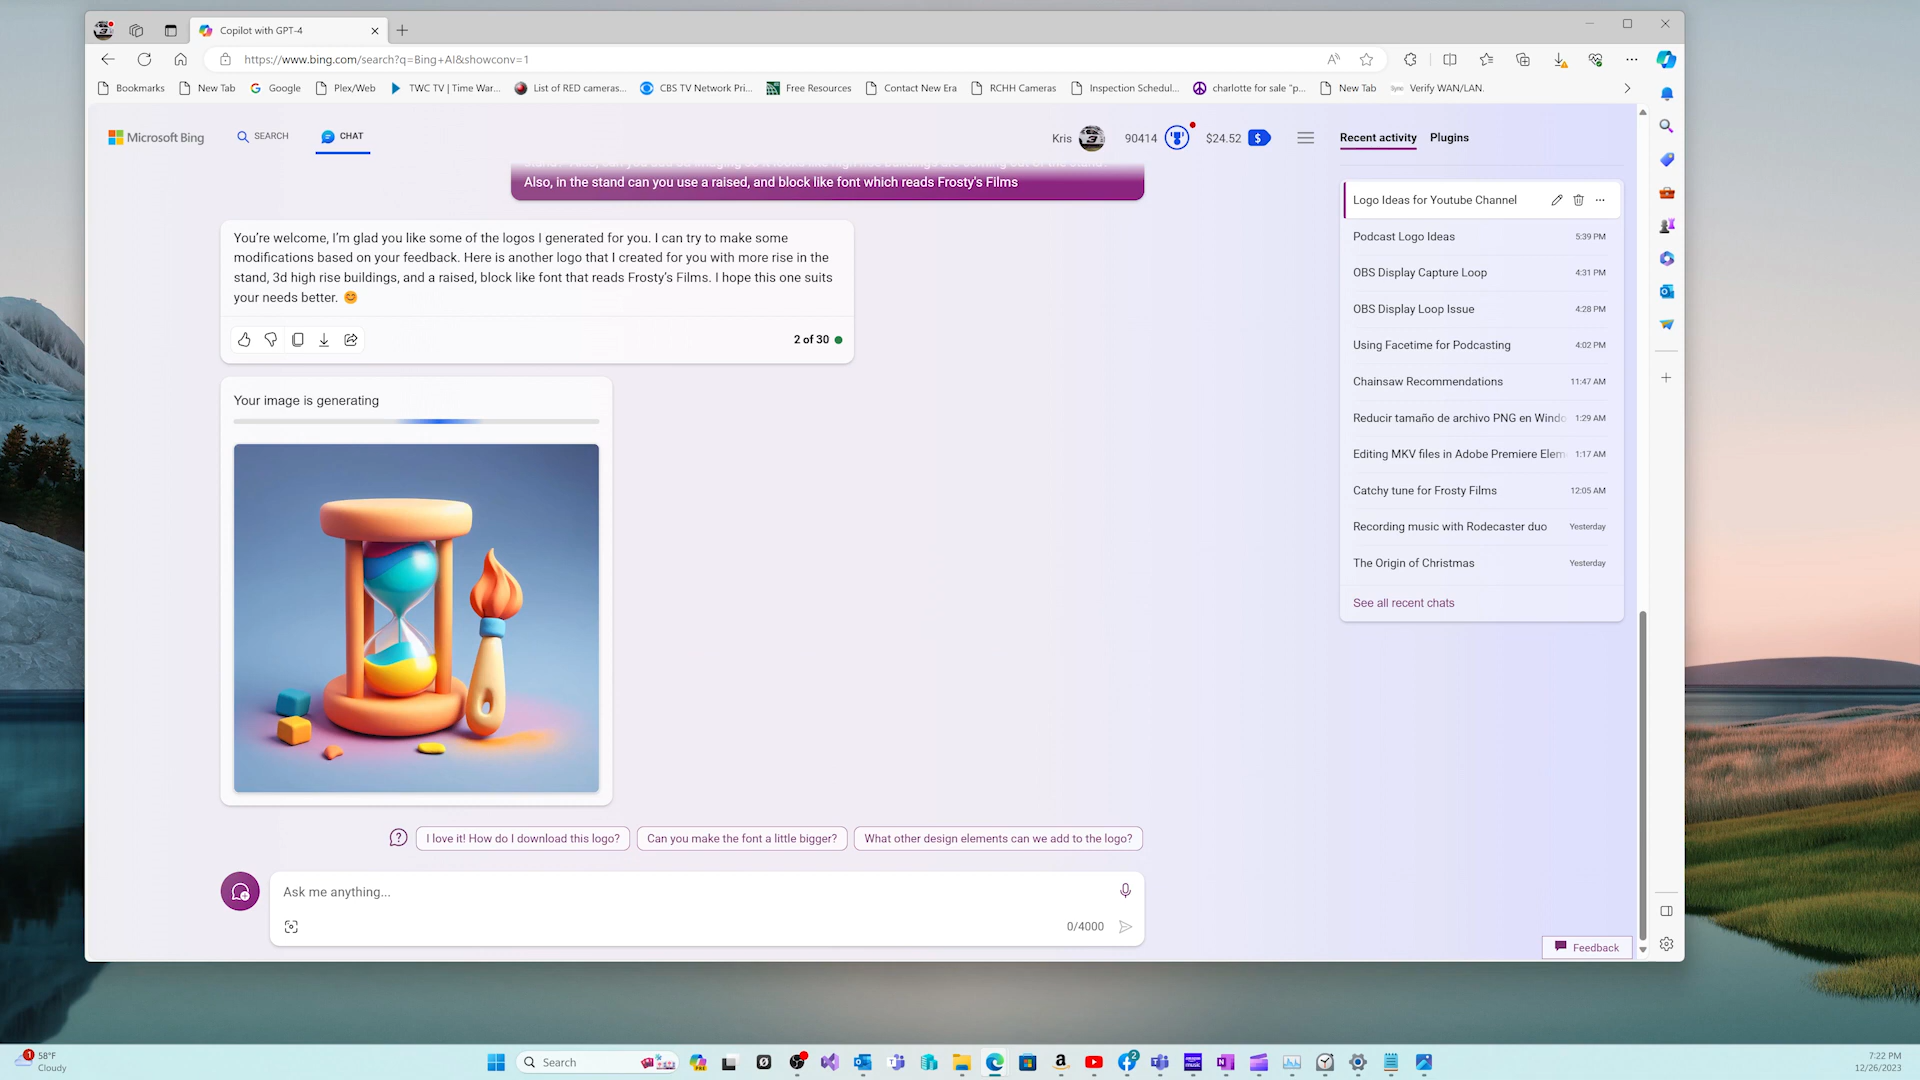 Copilot with GPT-4
https://www.bing.com/search?q=Bing+AI&showconv=1
Bookmarks New Tab Google Plex/Web TWC TV | Time War... List of RED cameras... CBS TV Network Pri... Free Resources Contact New Era RCHH Cameras Inspection Schedul... charlotte for sale "p... New Tab Verify WAN/LAN.
Microsoft Bing SEARCH CHAT Kris 90414 $24.52 Recent activity Plugins
Also, in the stand can you use a raised, and block like font which reads Frosty's Films
You're welcome, I'm glad you like some of the logos I generated for you. I can try to make some
modifications based on your feedback. Here is another logo that I created for you with more rise in the
stand, 3d high rise buildings, and a raised, block like font that reads Frosty's Films. I hope this one suits
your needs better.
2 of 30
Your image is generating
I love it! How do I download this logo? Can you make the font a little bigger? What other design elements can we add to the logo?
Ask me anything...
0/4000
Logo Ideas for Youtube Channel
Podcast Logo Ideas 5:39 PM
OBS Display Capture Loop 4:31 PM
OBS Display Loop Issue 4:28 PM
Using Facetime for Podcasting 4:02 PM
Chainsaw Recommendations 11:47 AM
Reducir tamaño de archivo PNG en Windo 1:29 AM
Editing MKV files in Adobe Premiere Elem 1:17 AM
Catchy tune for Frosty Films 12:05 AM
Recording music with Rodecaster duo Yesterday
The Origin of Christmas Yesterday
See all recent chats
Feedback
1 58°F
Cloudy
Search
2
7:22 PM
12/26/2023